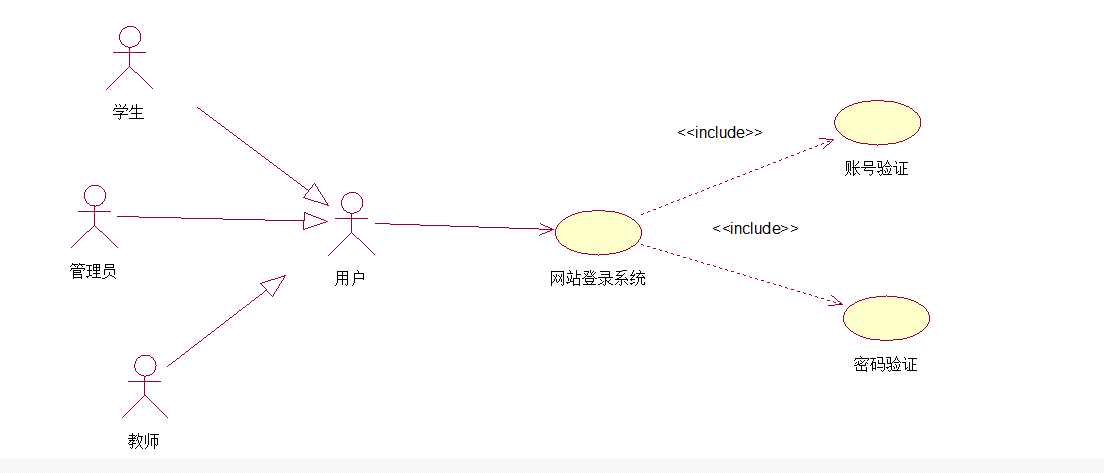 学生
<<include>>
账号验证
<<include>>
管理员
用户
网站登录系统
密码验证
教师